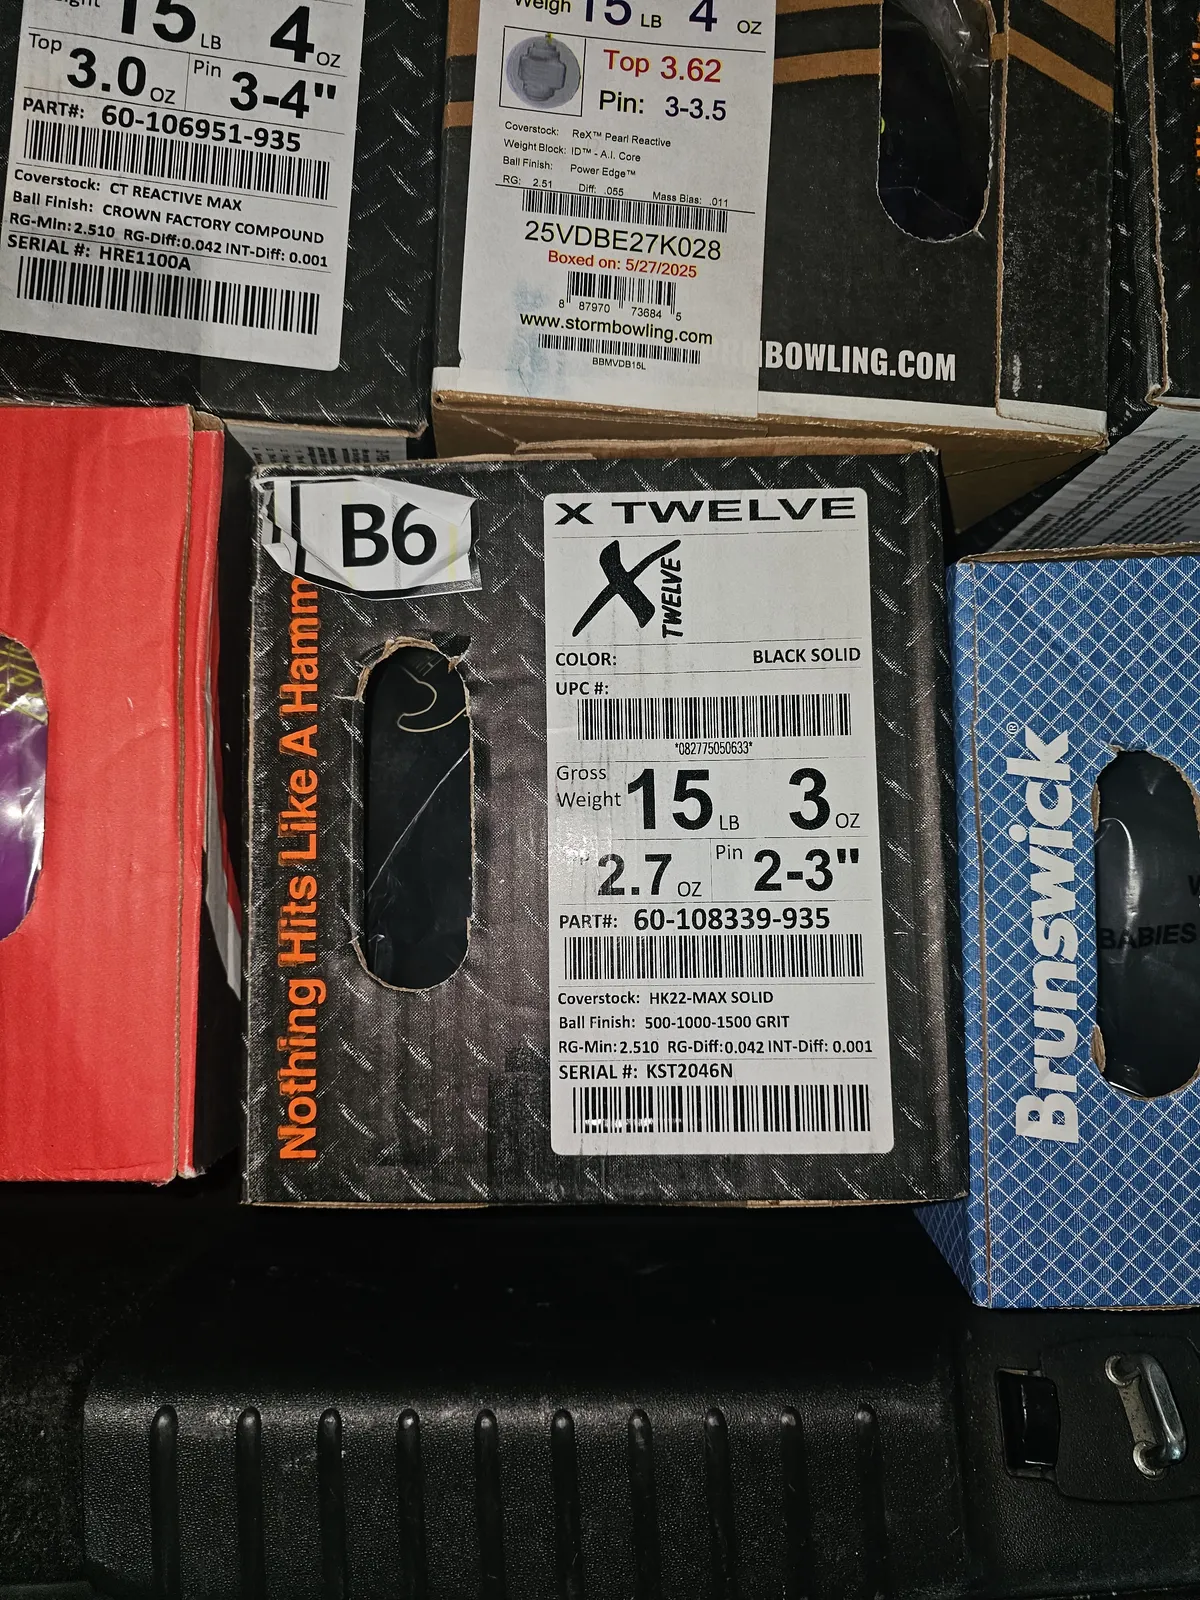 15 LB 4 OZ
Top 3.0 OZ Pin 3-4"
PART#: 60-106951-935
Coverstock: CT REACTIVE MAX
Ball Finish: CROWN FACTORY COMPOUND
RG-Min: 2.510 RG-Diff: 0.042 INT-Diff: 0.001
SERIAL #: HRE1100A
Weigh 15 LB 4 OZ
Top 3.62
Pin: 3-3.5
Coverstock: ReX™ Pearl Reactive
Weight Block: ID™ - A.I. Core
Ball Finish: Power Edge™
RG: 2.51 Diff: .055 Mass Bias: .011
25VDBE27K028
Boxed on: 5/27/2025
8 87970 73684 5
www.stormbowling.com
BBMVDB15L
BOWLING.COM
B6
Nothing Hits Like A Hamm
X TWELVE
X TWELVE
COLOR: BLACK SOLID
UPC #:
*082775050633*
Gross Weight 15 LB 3 OZ
2.7 OZ Pin 2-3"
PART#: 60-108339-935
Coverstock: HK22-MAX SOLID
Ball Finish: 500-1000-1500 GRIT
RG-Min: 2.510 RG-Diff: 0.042 INT-Diff: 0.001
SERIAL #: KST2046N
Brunswick®
BABIES